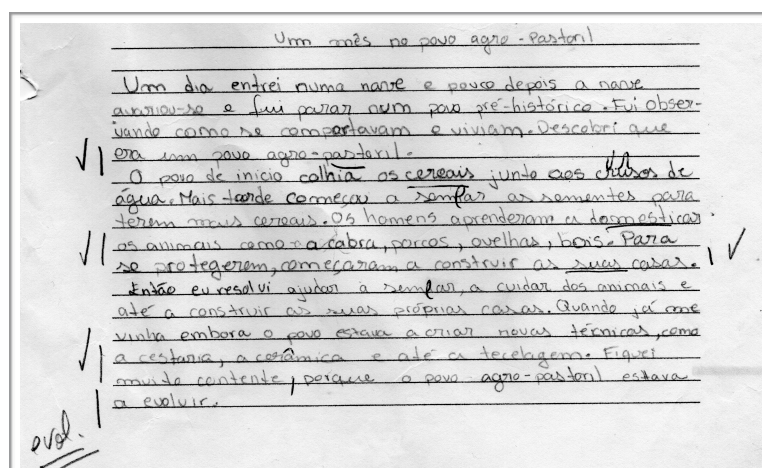 Um mês no povo agro-Pastoril
Um dia entrei numa nave e pouco depois a nave
avariou-se e fui parar num povo pré-histórico. Fui obser-
vando como se comportavam e viviam. Descobri que
era um povo agro-pastoril.
O povo de inicio colhia os cereais junto aos de
água. Mais tarde começou a semear as sementes para
terem mais cereais. Os homens aprenderam a domesticar
os animais como a cabra, porcos, ovelhas, bois. Para
se protegerem, começaram a construir as suas casas.
Então eu resolvi ajudar a semear, a cuidar dos animais e
até a construir as suas próprias casas. Quando já me
vinha embora o povo estava a criar novas técnicas, como
a cestaria, a cerâmica e até a tecelagem. Fiquei
muito contente, porque o povo agro-pastoril estava
a evoluir.
evol.